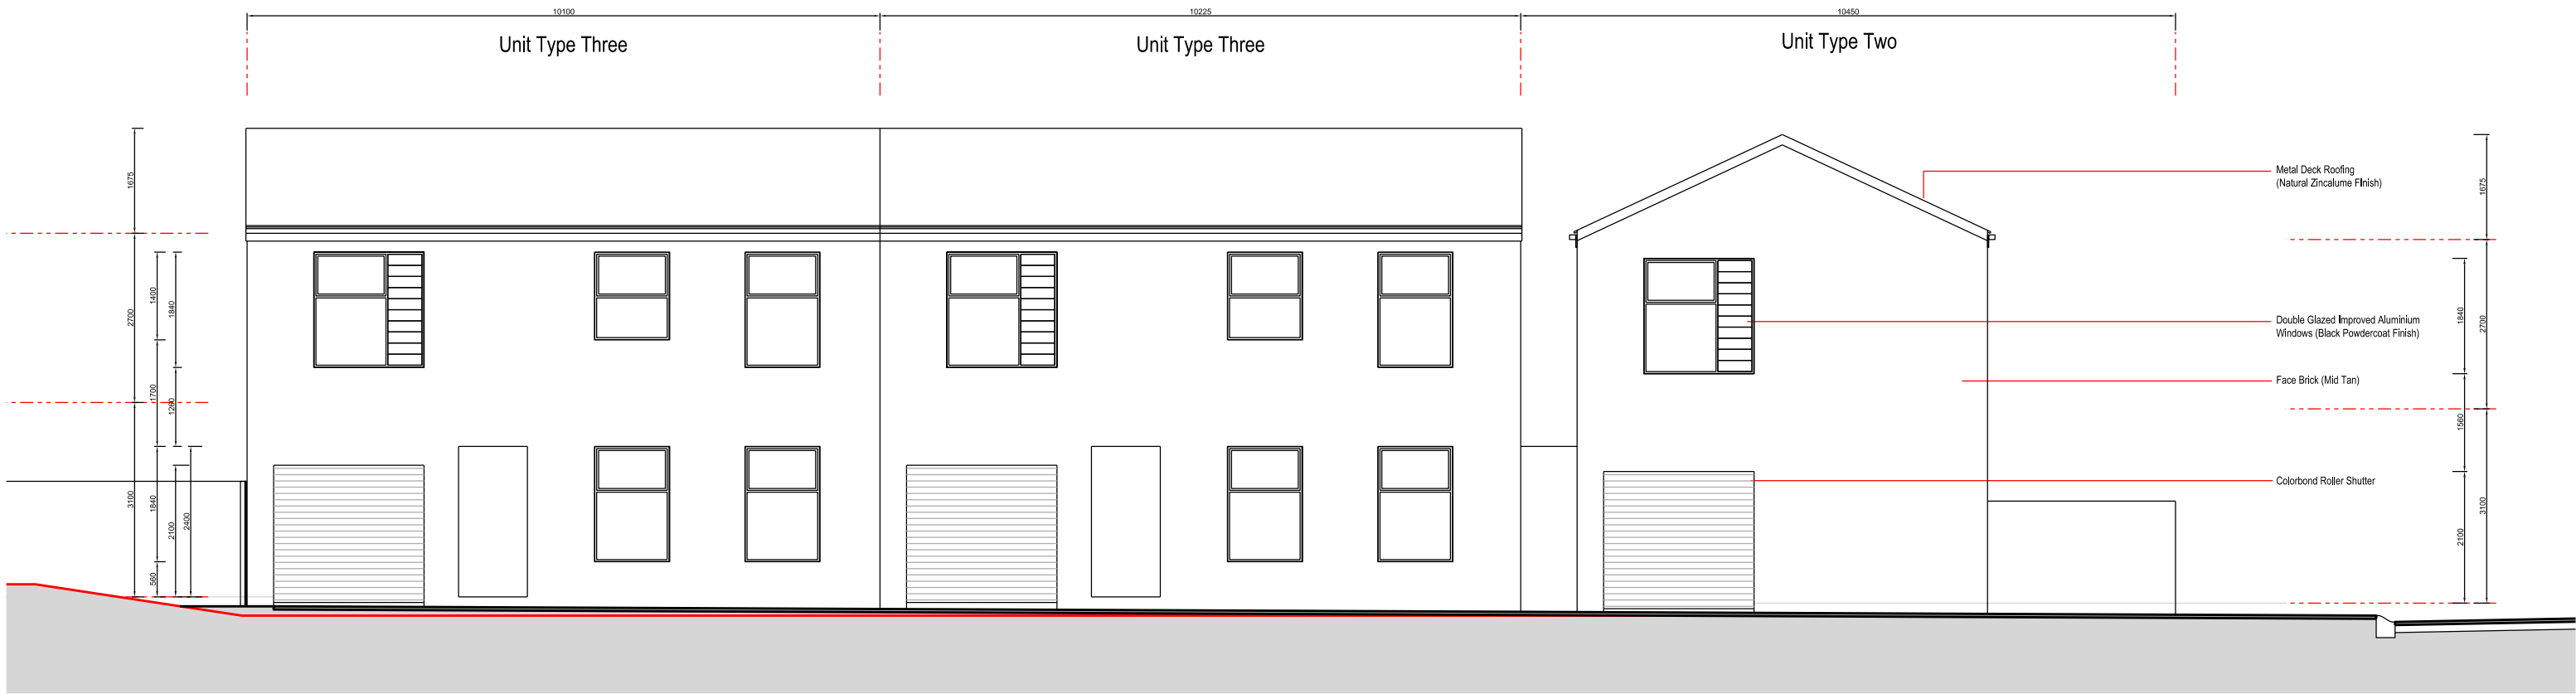 10100
10225
10450
Unit Type Three
Unit Type Three
Unit Type Two
1675
2700
3100
1400
1700
1840
560
1840
1260
2100
2400
Metal Deck Roofing
(Natural Zincalume FInish)
Double Glazed Improved Aluminium
Windows (Black Powdercoat Finish)
Face Brick (Mid Tan)
Colorbond Roller Shutter
1840
1560
2100
1675
2700
3100